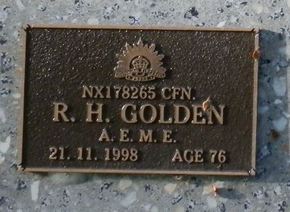 NX178265 CFN.
R. H. GOLDEN
A. E. M. E.
21. 11. 1998 AGE 76